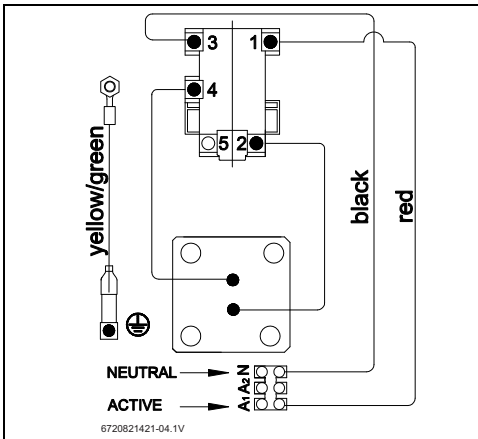 3 1
4
5 2
yellow/green
black
red
NEUTRAL
N
A2
A1
ACTIVE
6720821421-04.1V